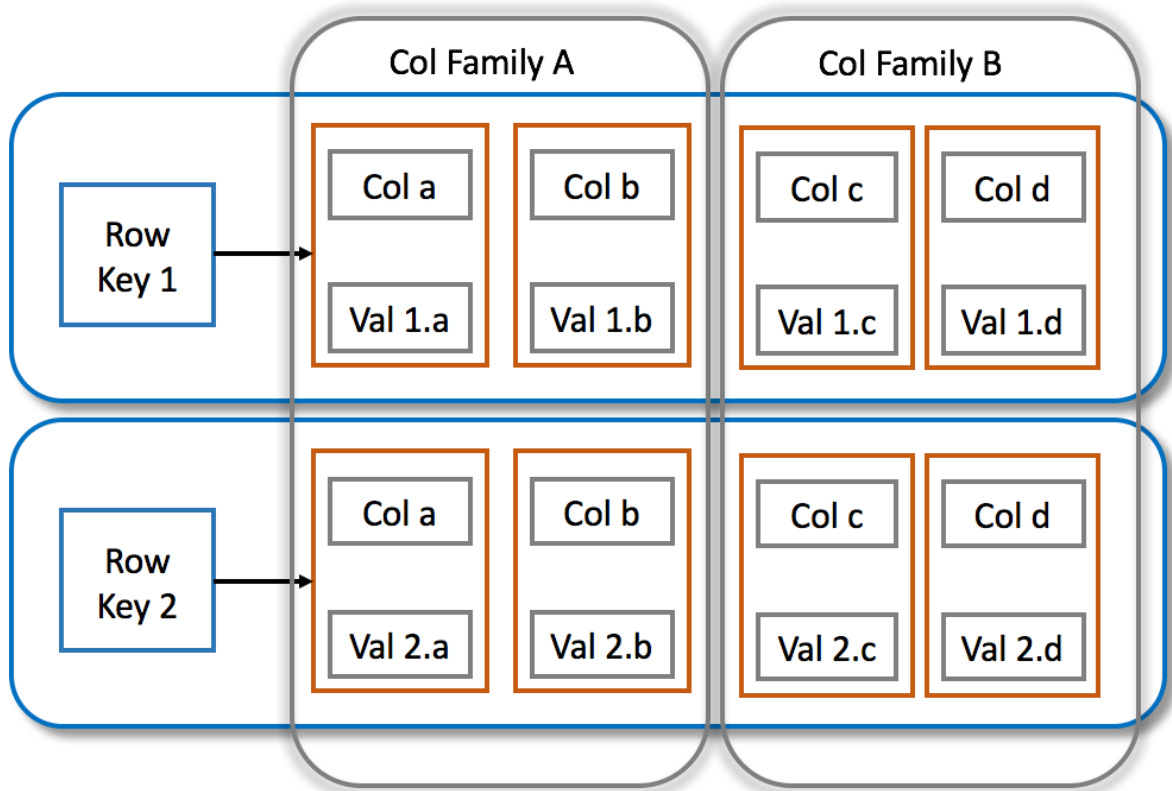 Col Family A
Col Family B
Col a
Col b
Col c
Col d
Row
Key 1
Val 1.a
Val 1.b
Val 1.c
Val 1.d
Col a
Col b
Col c
Col d
Row
Key 2
Val 2.a
Val 2.b
Val 2.c
Val 2.d